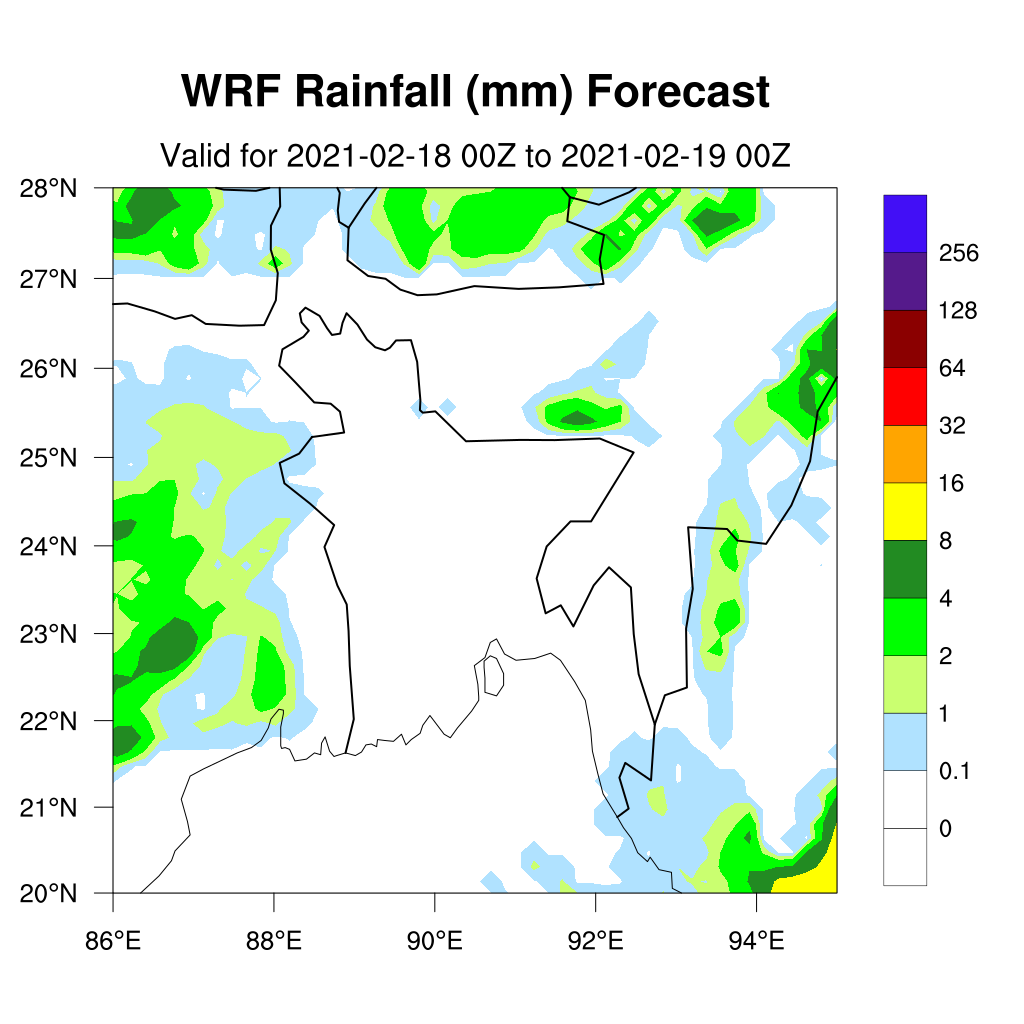 WRF Rainfall (mm) Forecast
Valid for 2021-02-18 00Z to 2021-02-19 00Z
28°N
27°N
26°N
25°N
24°N
23°N
22°N
21°N
20°N
86°E 88°E 90°E 92°E 94°E
256
128
64
32
16
8
4
2
1
0.1
0